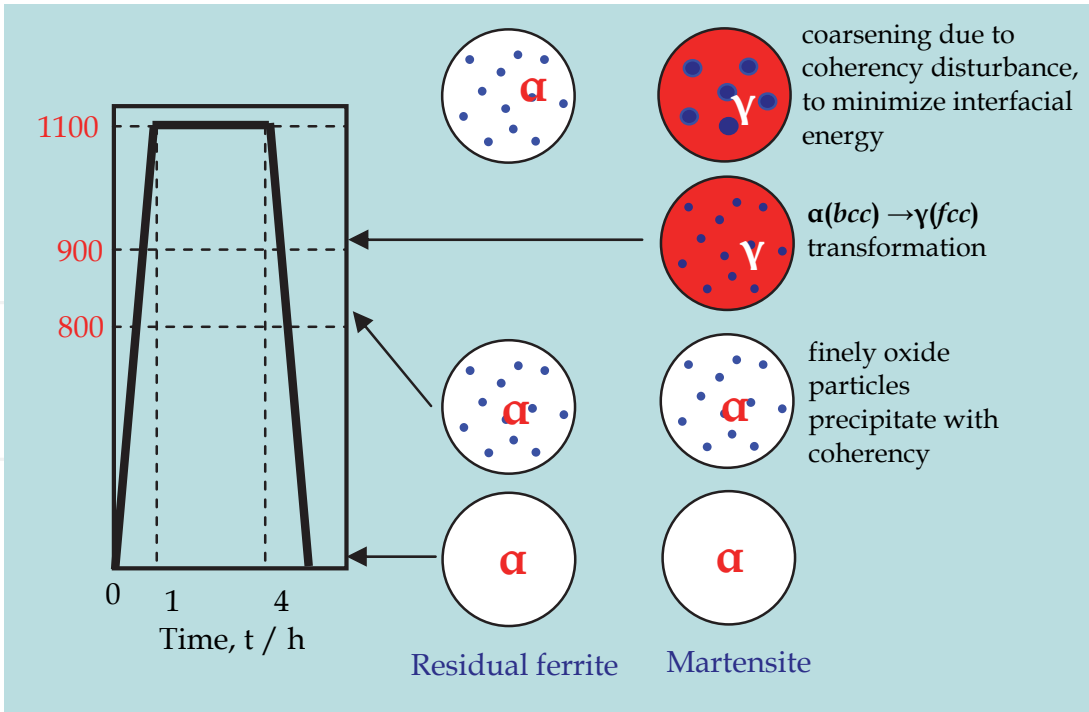 coarsening due to
coherency disturbance,
to minimize interfacial
energy
α
γ
1100
α(bcc) →γ(fcc)
transformation
γ
900
800
finely oxide
particles
precipitate with
coherency
α
α
α
α
0
1
4
Time, t / h
Residual ferrite
Martensite